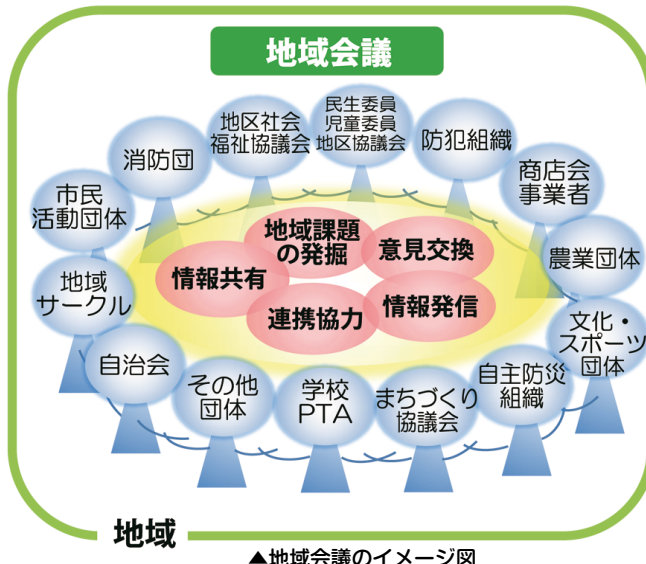 地域会議
民生委員
児童委員
地区協議会
地区社会
福祉協議会
防犯組織
消防団
商店会
事業者
市民
活動団体
農業団体
地域
サークル
文化・
スポーツ
団体
自治会
その他
団体
学校
PTA
まちづくり
協議会
自主防災
組織
地域課題
の発掘
意見交換
情報共有
連携協力
情報発信
地域
▲地域会議のイメージ図